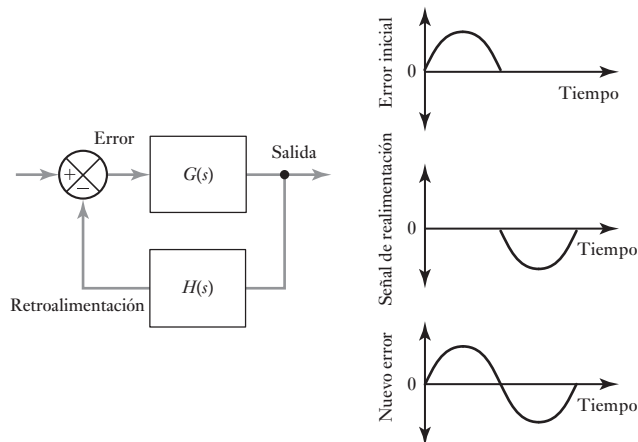 Error
+
−
G(s)
Salida
H(s)
Retroalimentación
Error inicial
0
Tiempo
Señal de realimentación
0
Tiempo
Nuevo error
0
Tiempo